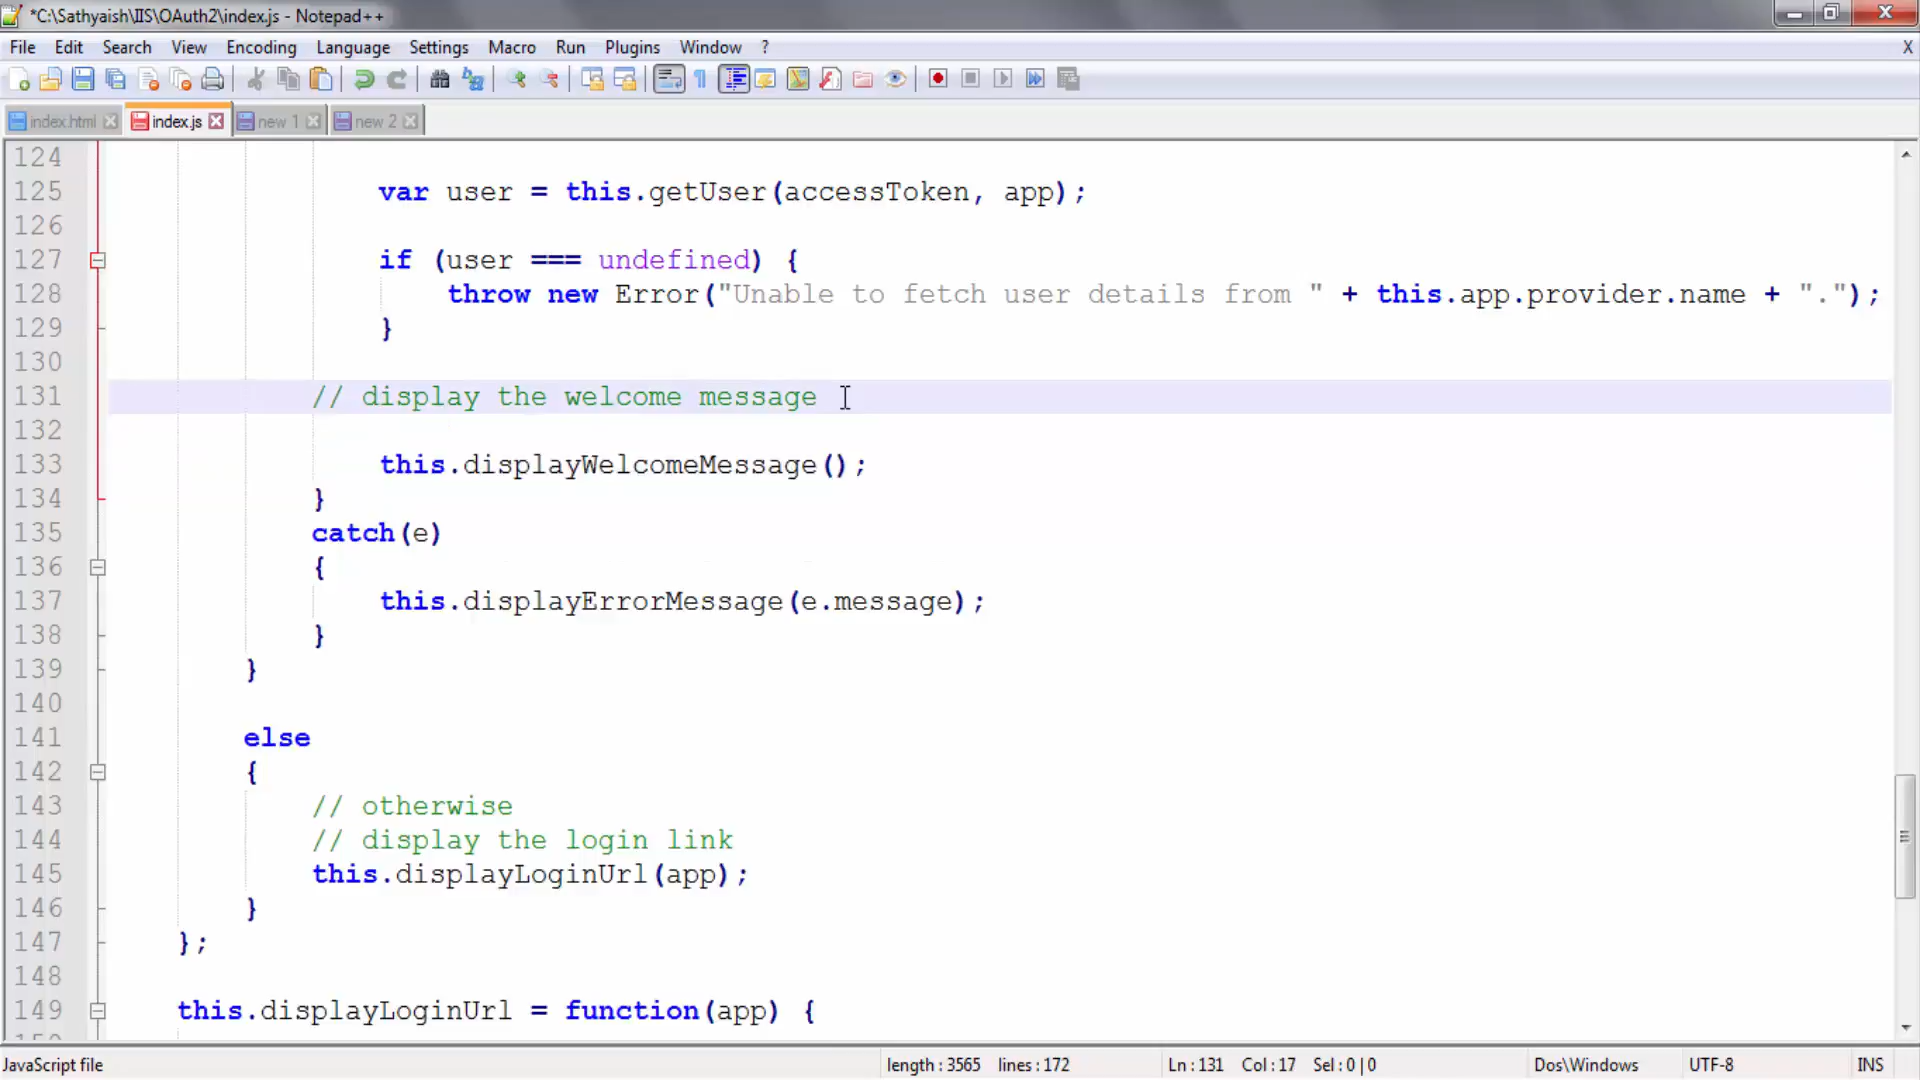 *C:\Sathyaish\IIS\OAuth2\index.js - Notepad++
File Edit Search View Encoding Language Settings Macro Run Plugins Window ? X
index.html index.js new 1 new 2
124
125 var user = this.getUser(accessToken, app);
126
127 if (user === undefined) {
128 throw new Error("Unable to fetch user details from " + this.app.provider.name + ".");
129 }
130
131 // display the welcome message
132
133 this.displayWelcomeMessage();
134 }
135 catch(e)
136 {
137 this.displayErrorMessage(e.message);
138 }
139 }
140
141 else
142 {
143 // otherwise
144 // display the login link
145 this.displayLoginUrl(app);
146 }
147 };
148
149 this.displayLoginUrl = function(app) {
JavaScript file length : 3565 lines : 172 Ln : 131 Col : 17 Sel : 0 | 0 Dos\Windows UTF-8 INS